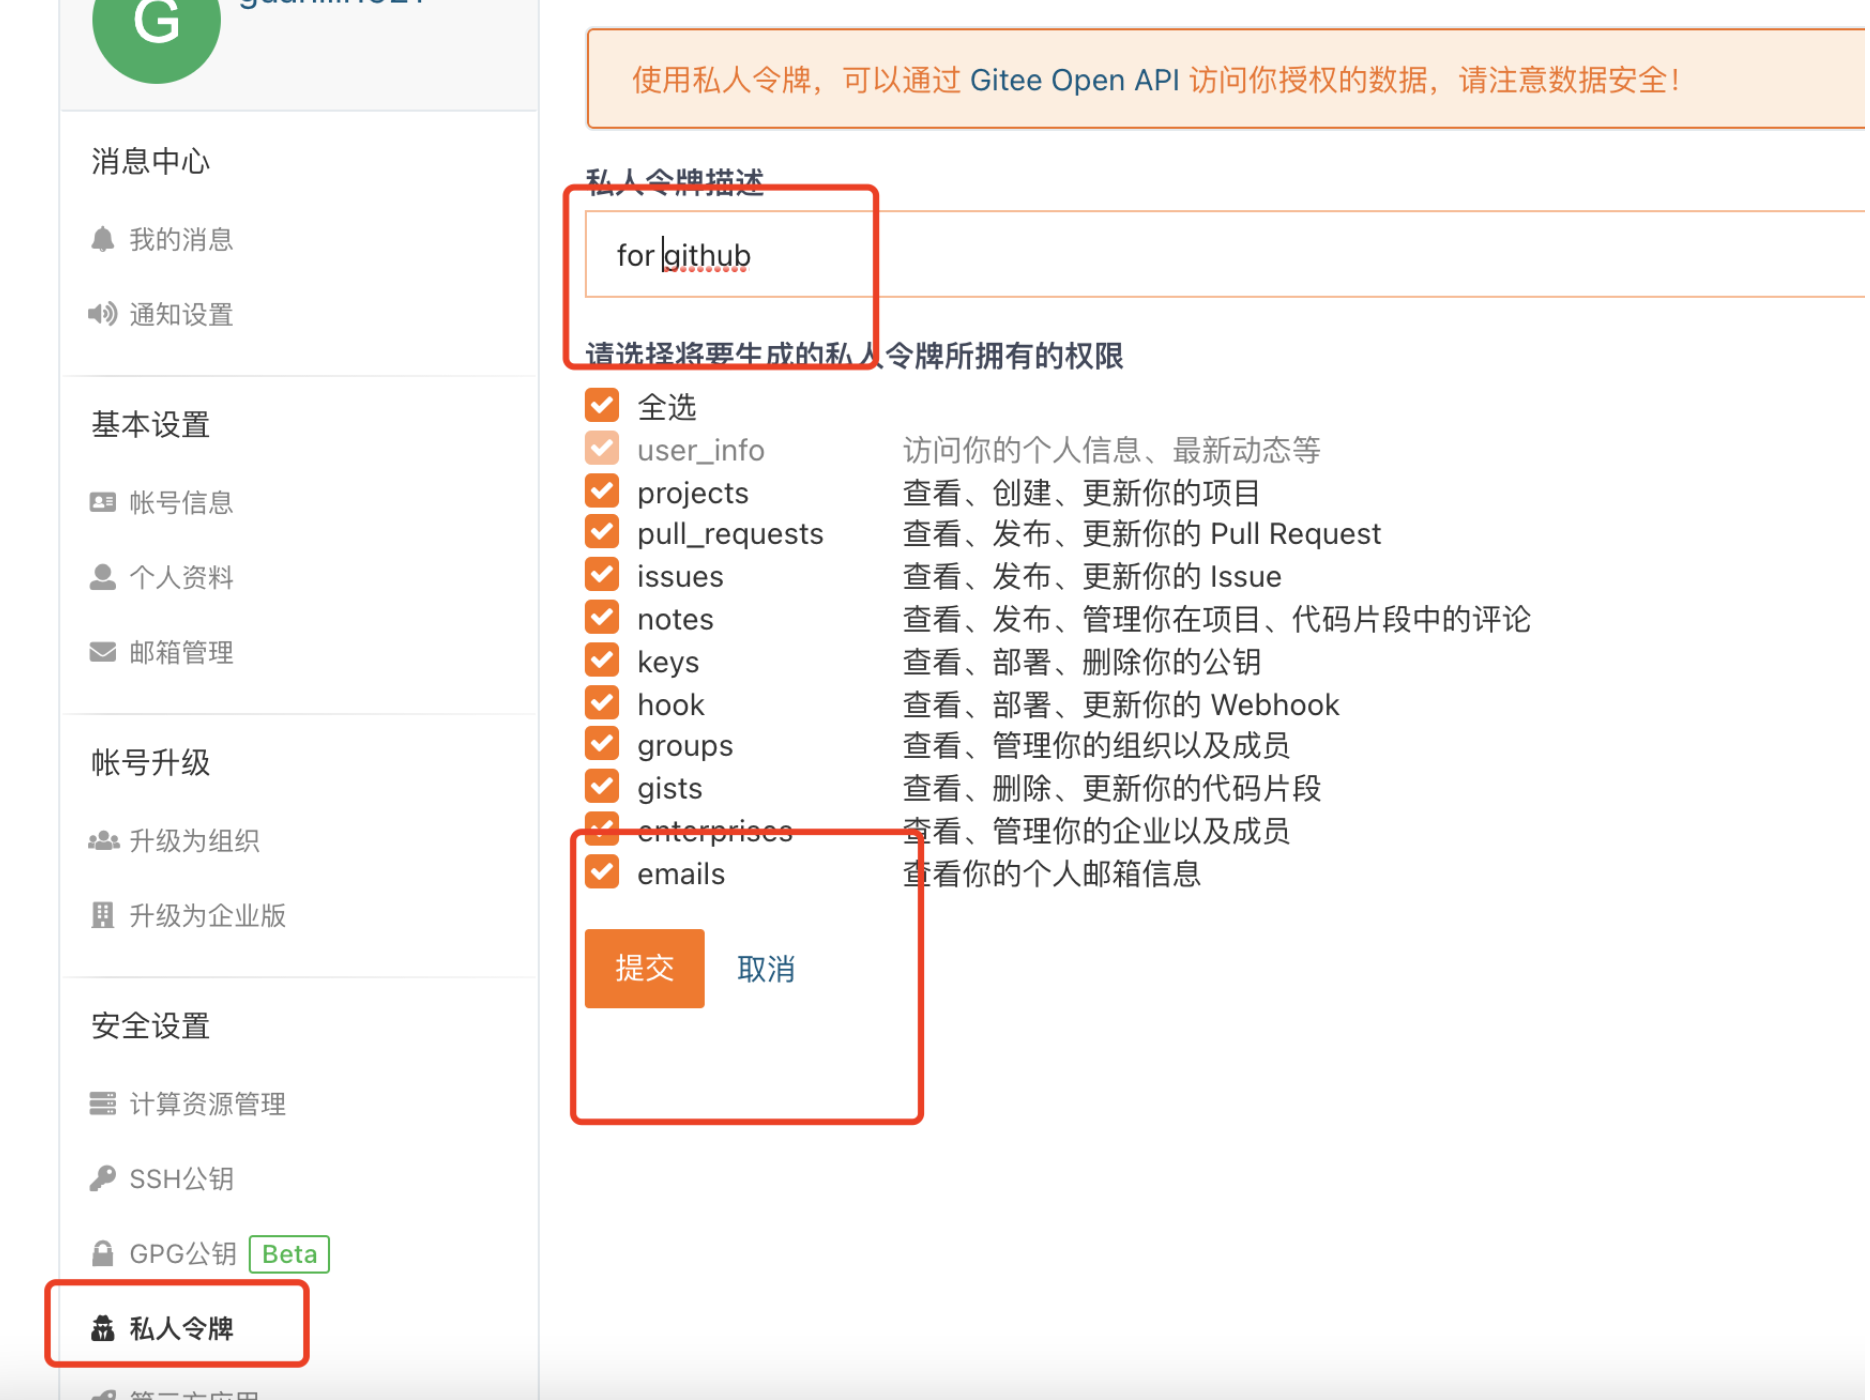 G
消息中心
我的消息
通知设置
基本设置
帐号信息
个人资料
邮箱管理
帐号升级
升级为组织
升级为企业版
安全设置
计算资源管理
SSH公钥
GPG公钥 Beta
私人令牌
使用私人令牌，可以通过 Gitee Open API 访问你授权的数据，请注意数据安全！
私人令牌描述
for github
请选择将要生成的私人令牌所拥有的权限
全选
user_info 访问你的个人信息、最新动态等
projects 查看、创建、更新你的项目
pull_requests 查看、发布、更新你的 Pull Request
issues 查看、发布、更新你的 Issue
notes 查看、发布、管理你在项目、代码片段中的评论
keys 查看、部署、删除你的公钥
hook 查看、部署、更新你的 Webhook
groups 查看、管理你的组织以及成员
gists 查看、删除、更新你的代码片段
enterprises 查看、管理你的企业以及成员
emails 查看你的个人邮箱信息
提交 取消